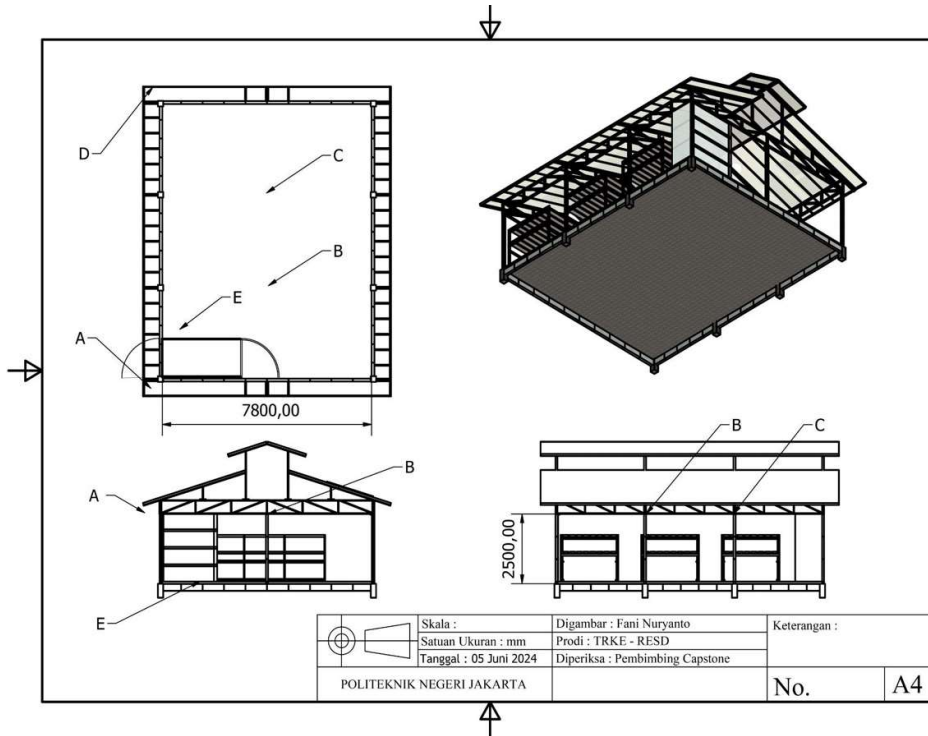 D
C
B
E
A
7800,00
B
A
E
B
C
2500,00
Skala :
Digambar : Fani Nuryanto
Keterangan :
Satuan Ukuran : mm
Prodi : TRKE - RESD
Tanggal : 05 Juni 2024
Diperiksa : Pembimbing Capstone
POLITEKNIK NEGERI JAKARTA
No.
A4